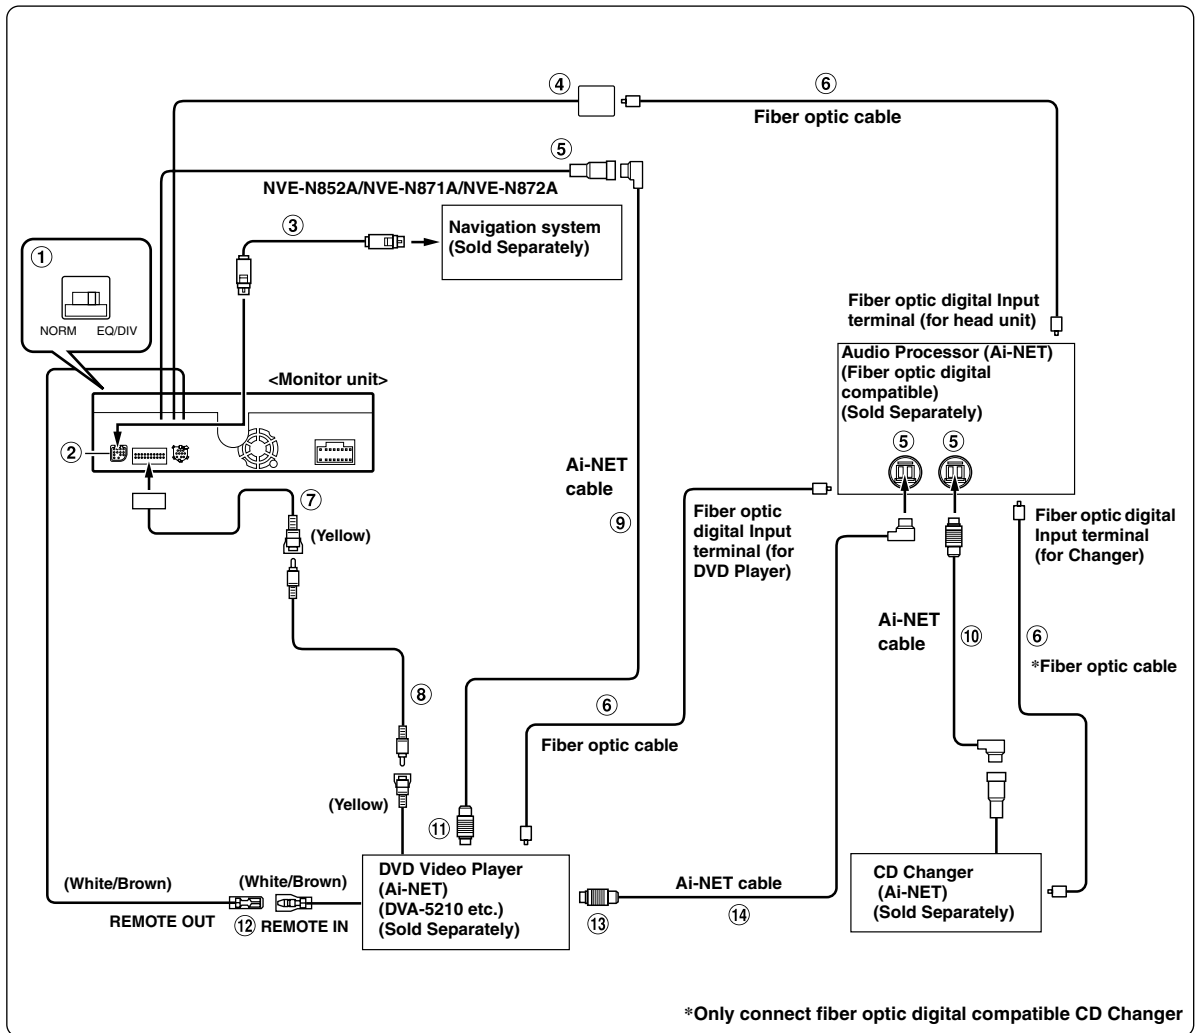 ④
⑥
Fiber optic cable
⑤
NVE-N852A/NVE-N871A/NVE-N872A
③
Navigation system
(Sold Separately)
①
NORM EQ/DIV
Fiber optic digital Input
terminal (for head unit)
<Monitor unit>
Audio Processor (Ai-NET)
(Fiber optic digital
compatible)
(Sold Separately)
②
⑤ ⑤
Ai-NET
cable
⑨
⑦
(Yellow)
Fiber optic
digital Input
terminal (for
DVD Player)
Fiber optic digital
Input terminal
(for Changer)
Ai-NET
cable
⑩
⑥
*Fiber optic cable
⑧
⑥
Fiber optic cable
(Yellow)
⑪
DVD Video Player
(Ai-NET)
(DVA-5210 etc.)
(Sold Separately)
CD Changer
(Ai-NET)
(Sold Separately)
(White/Brown)
(White/Brown)
REMOTE OUT
⑫
REMOTE IN
⑬
Ai-NET cable
⑭
*Only connect fiber optic digital compatible CD Changer